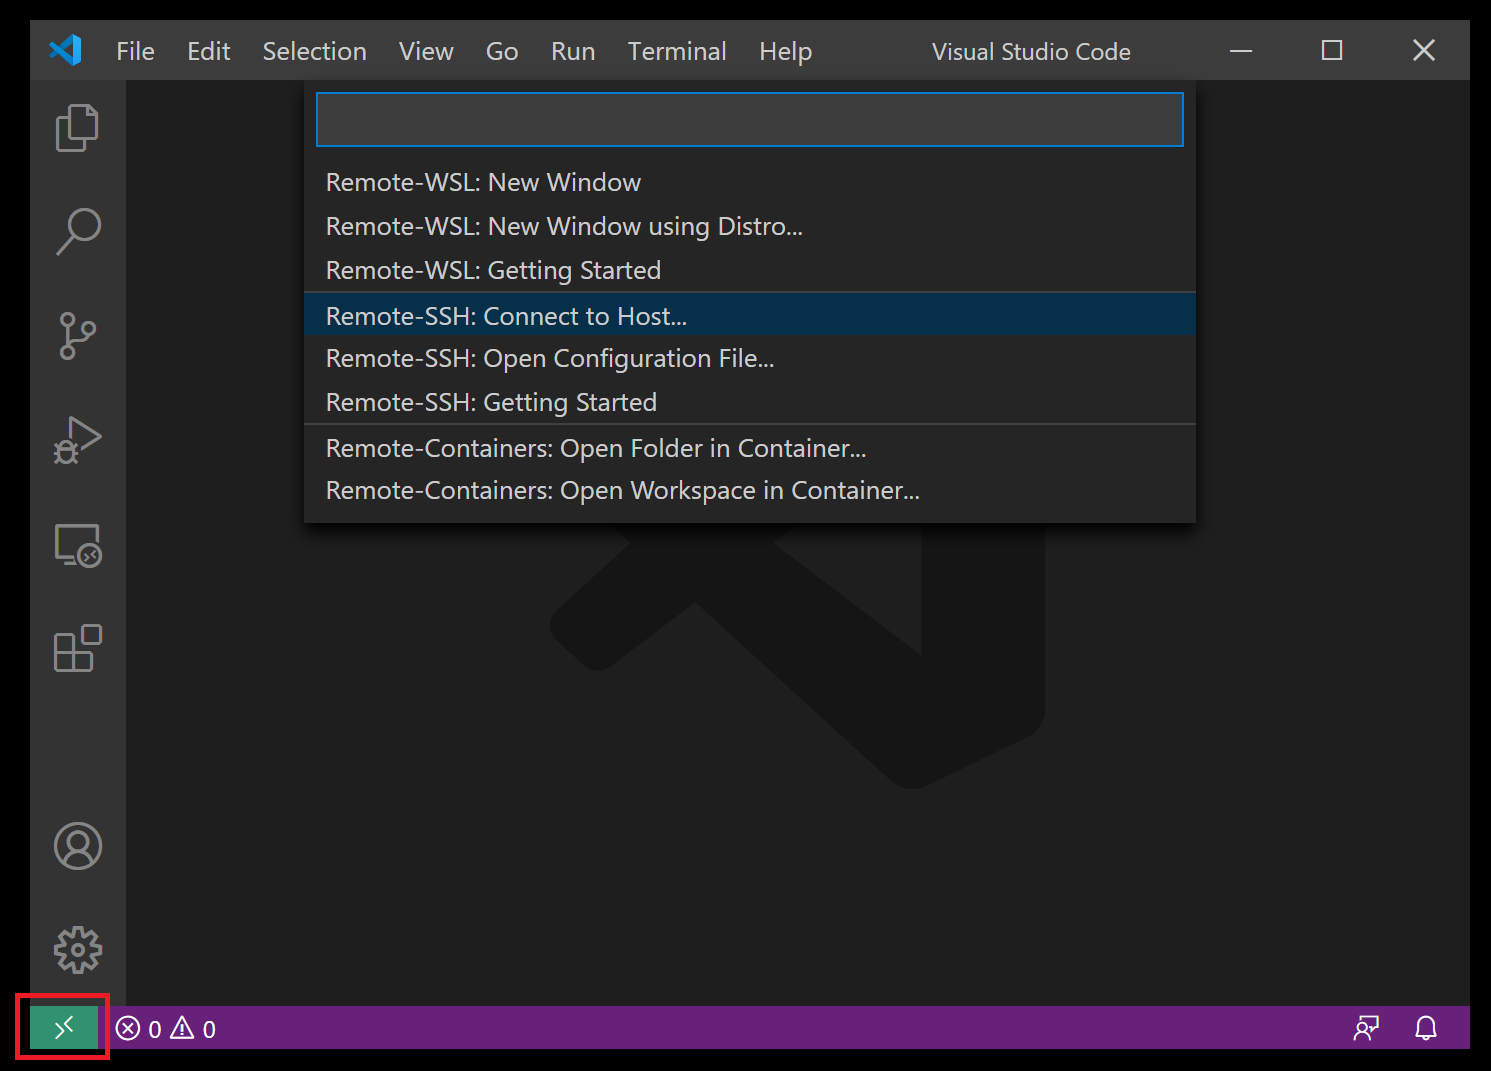 File Edit Selection View Go Run Terminal Help Visual Studio Code
Remote-WSL: New Window
Remote-WSL: New Window using Distro...
Remote-WSL: Getting Started
Remote-SSH: Connect to Host...
Remote-SSH: Open Configuration File...
Remote-SSH: Getting Started
Remote-Containers: Open Folder in Container...
Remote-Containers: Open Workspace in Container...
0 0